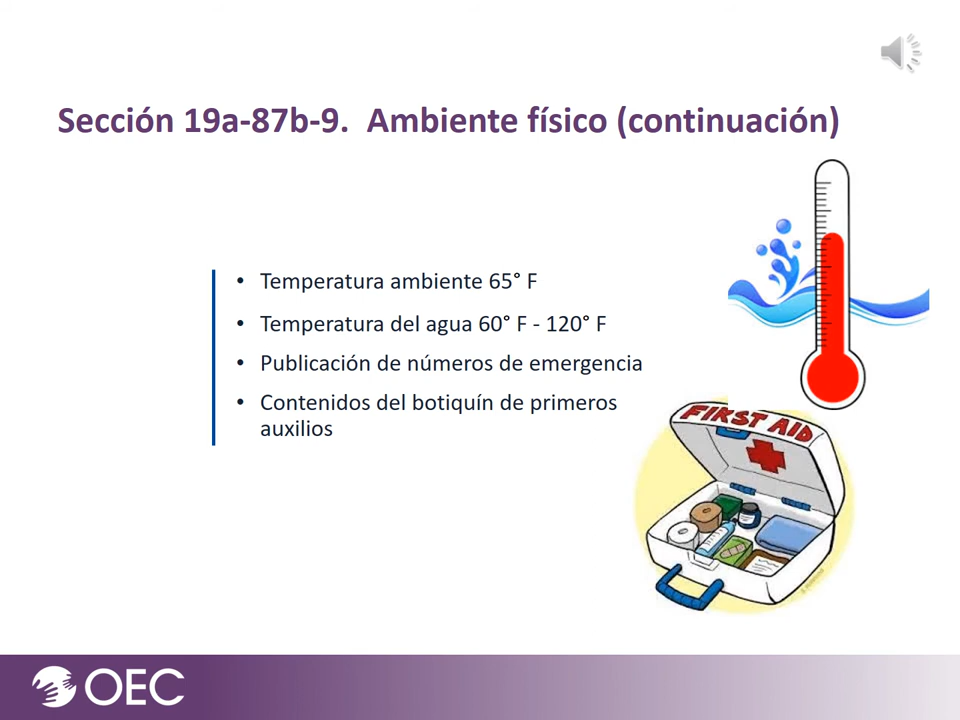 Sección 19a-87b-9. Ambiente físico (continuación)
• Temperatura ambiente 65° F
• Temperatura del agua 60° F - 120° F
• Publicación de números de emergencia
• Contenidos del botiquín de primeros
auxilios
FIRST AID
OEC